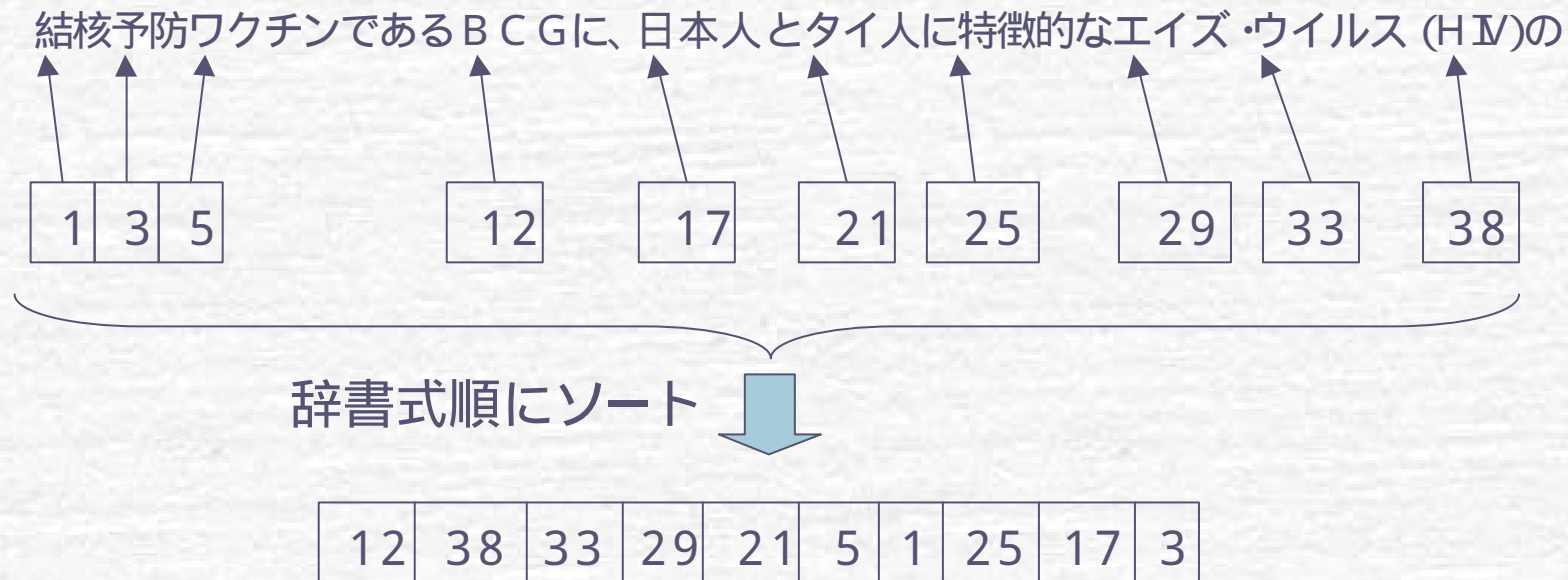 結核予防ワクチンであるＢＣＧに、日本人とタイ人に特徴的なエイズ・ウイルス (HIV)の
1 3 5 12 17 21 25 29 33 38
辞書式順にソート
12 38 33 29 21 5 1 25 17 3